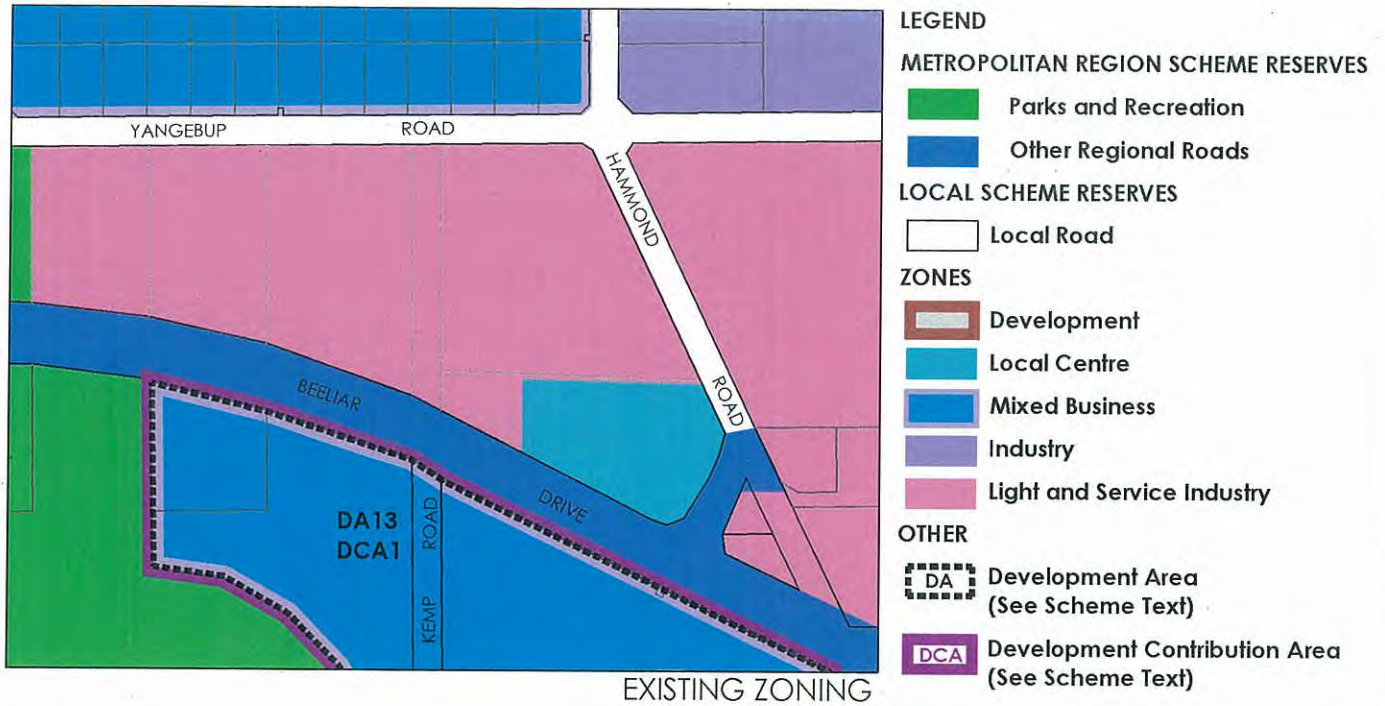 YANGEBUP ROAD
HAMMOND
ROAD
BEELIAR
DRIVE
DA13
DCA1
KEMP ROAD
EXISTING ZONING
LEGEND
METROPOLITAN REGION SCHEME RESERVES
Parks and Recreation
Other Regional Roads
LOCAL SCHEME RESERVES
Local Road
ZONES
Development
Local Centre
Mixed Business
Industry
Light and Service Industry
OTHER
DA Development Area
(See Scheme Text)
DCA Development Contribution Area
(See Scheme Text)